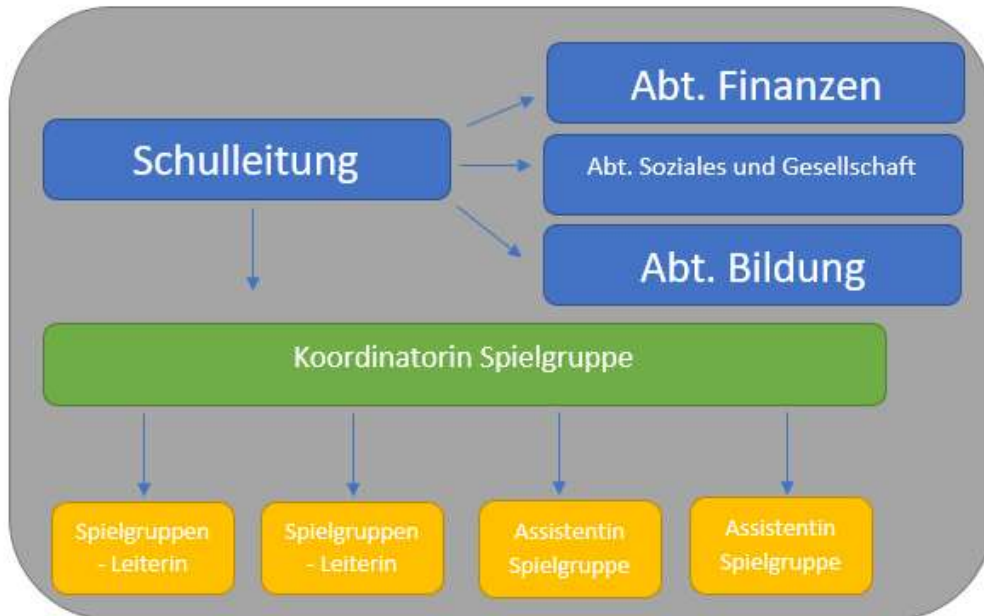 Abt. Finanzen
Schulleitung
Abt. Soziales und Gesellschaft
Abt. Bildung
Koordinatorin Spielgruppe
Spielgruppen
- Leiterin
Spielgruppen
- Leiterin
Assistentin
Spielgruppe
Assistentin
Spielgruppe